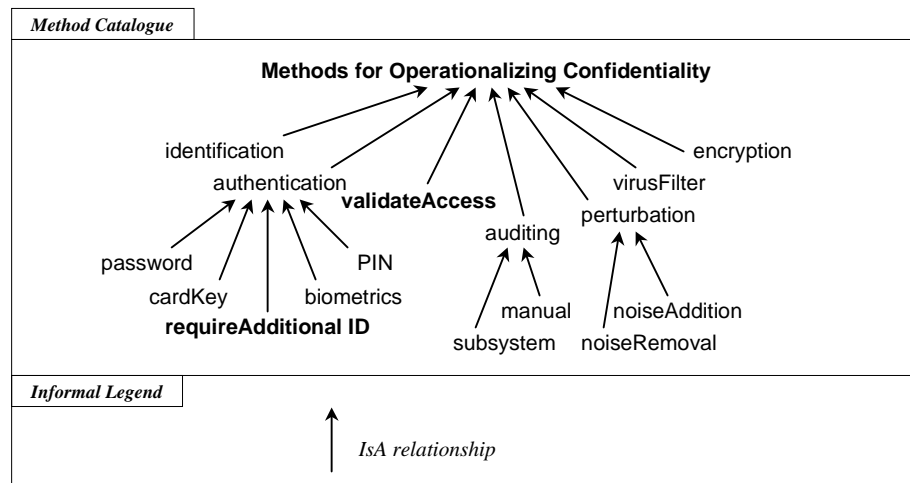 Method Catalogue
Methods for Operationalizing Confidentiality
identification
encryption
authentication
virusFilter
validateAccess
perturbation
auditing
password
PIN
cardKey
biometrics
manual
noiseAddition
requireAdditional ID
subsystem
noiseRemoval
Informal Legend
IsA relationship